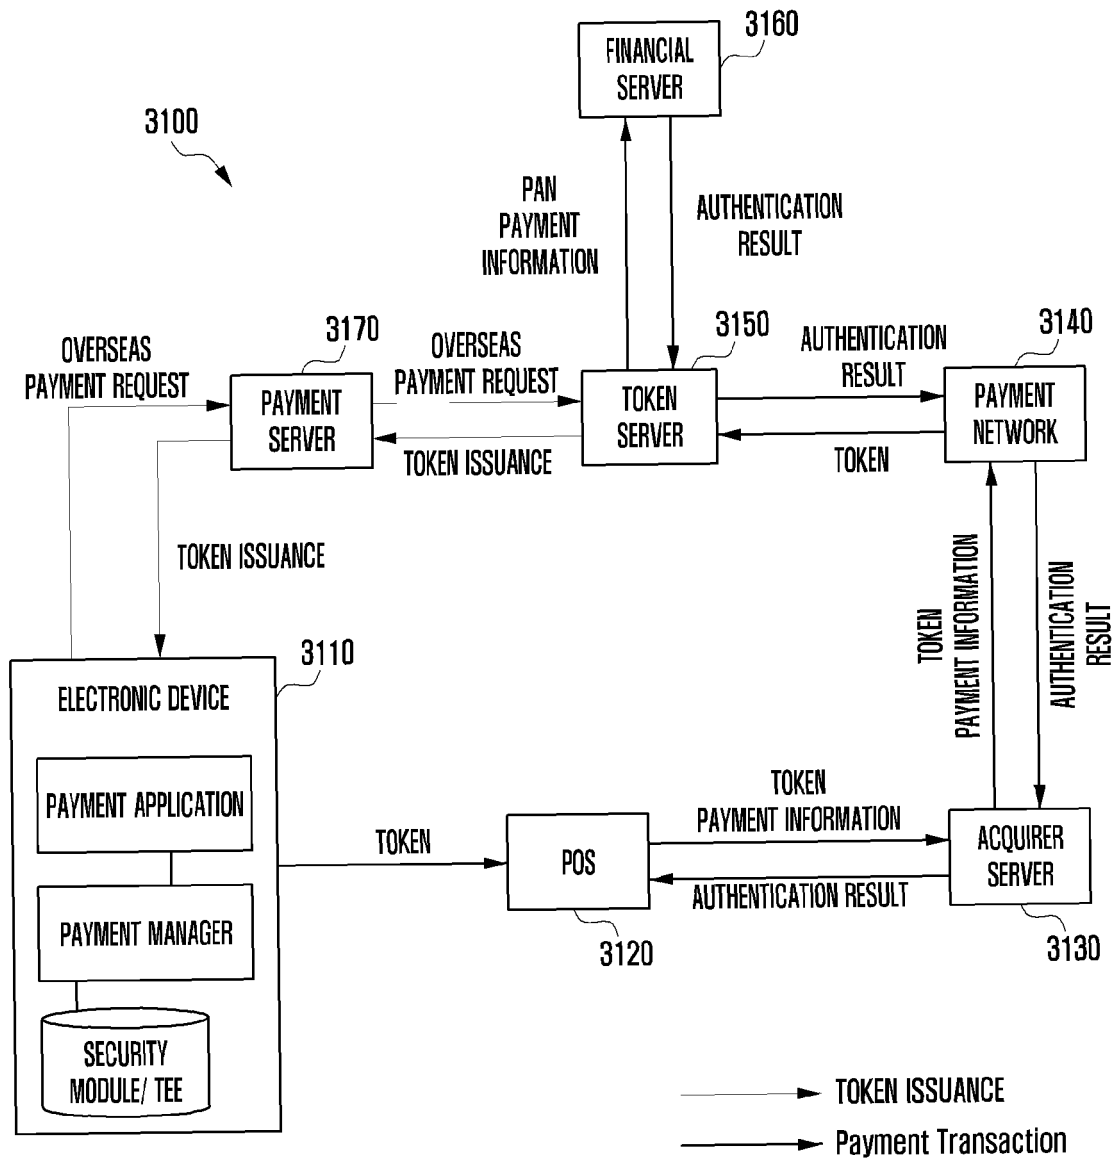 3160
FINANCIAL
SERVER
3100
PAN
PAYMENT
INFORMATION
AUTHENTICATION
RESULT
OVERSEAS
PAYMENT REQUEST
3170
OVERSEAS
PAYMENT REQUEST
3150
AUTHENTICATION
RESULT
3140
PAYMENT
SERVER
TOKEN
SERVER
PAYMENT
NETWORK
TOKEN ISSUANCE
TOKEN
TOKEN ISSUANCE
TOKEN
PAYMENT INFORMATION
AUTHENTICATION
RESULT
3110
ELECTRONIC DEVICE
PAYMENT APPLICATION
PAYMENT MANAGER
SECURITY
MODULE/ TEE
TOKEN
POS
3120
TOKEN
PAYMENT INFORMATION
AUTHENTICATION RESULT
ACQUIRER
SERVER
3130
TOKEN ISSUANCE
Payment Transaction